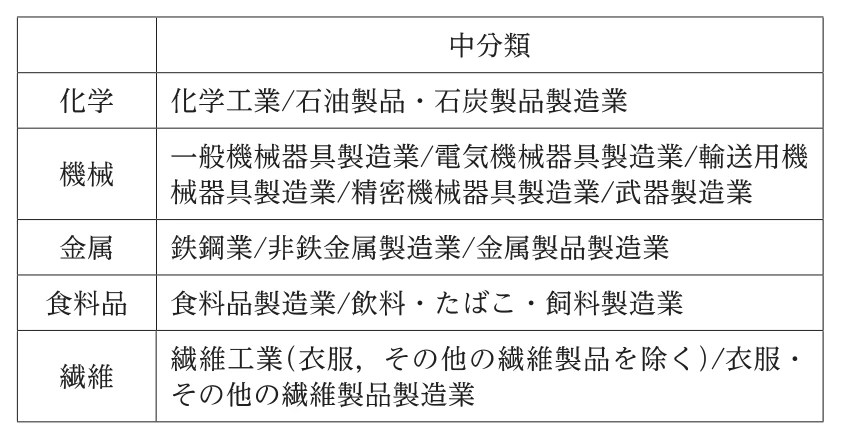 中分類
化学
化学工業/石油製品・石炭製品製造業
機械
一般機械器具製造業/電気機械器具製造業/輸送用機
械器具製造業/精密機械器具製造業/武器製造業
金属
鉄鋼業/非鉄金属製造業/金属製品製造業
食料品
食料品製造業/飲料・たばこ・飼料製造業
繊維
繊維工業(衣服，その他の繊維製品を除く)/衣服・
その他の繊維製品製造業